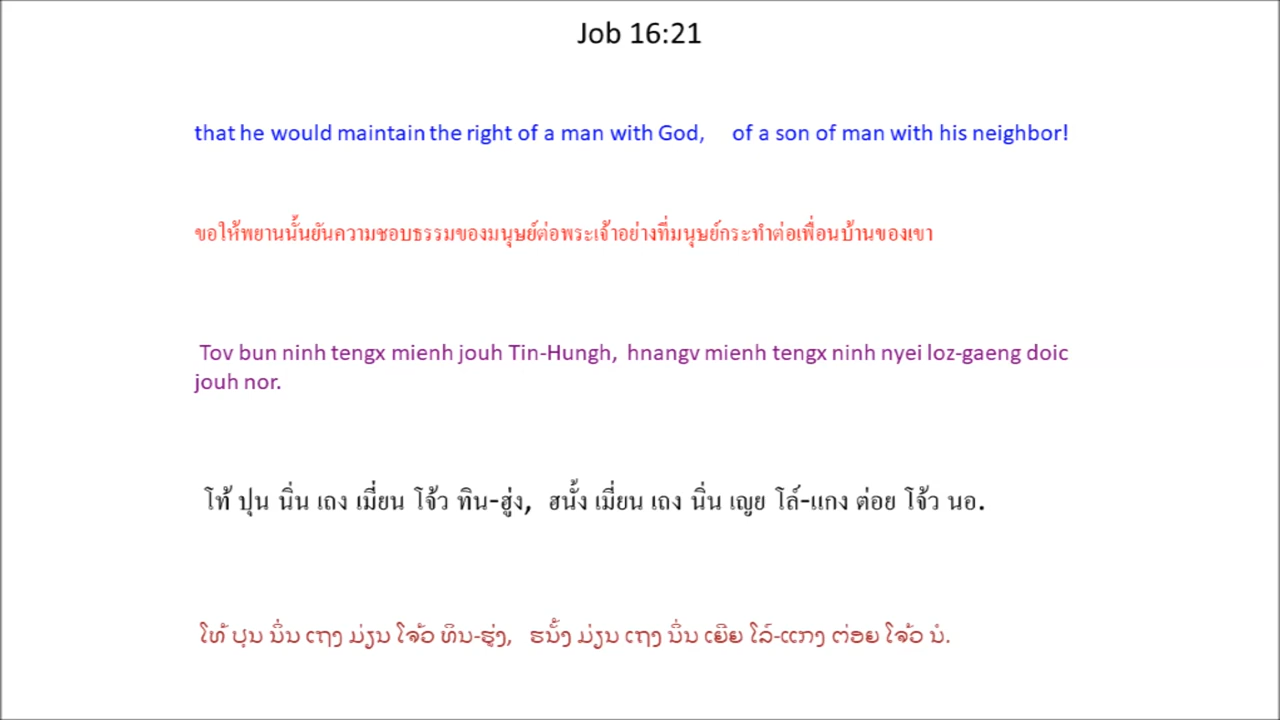 Job 16:21
that he would maintain the right of a man with God, of a son of man with his neighbor!
ขอให้พยานนั้นยันความชอบธรรมของมนุษย์ต่อพระเจ้าอย่างที่มนุษย์กระทำต่อเพื่อนบ้านของเขา
Tov bun ninh tengx mienh jouh Tin-Hungh, hnangv mienh tengx ninh nyei loz-gaeng doic
jouh nor.
โท้ ปุน นิ่น เถง เมี่ยน โจ้ว ทิน-ฮู่ง, ฮนั้ง เมี่ยน เถง นิ่น เญย โล์-แกง ต่อย โจ้ว นอ.
ໂທ້ ປຸນ ນິ່ນ ເຖງ ມ່ຽນ ໂຈ້ວ ທິນ-ຮູ່ງ, ຮນັ້ງ ມ່ຽນ ເຖງ ນິ່ນ ເຍີຍ ໂລ໌-ແກງ ຕ່ອຍ ໂຈ້ວ ນໍ.